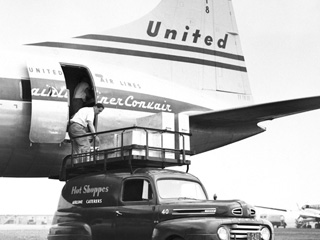 United
UNITED AIR LINES
Mainliner Convair
Hot Shoppes
AIRLINE CATERERS
40